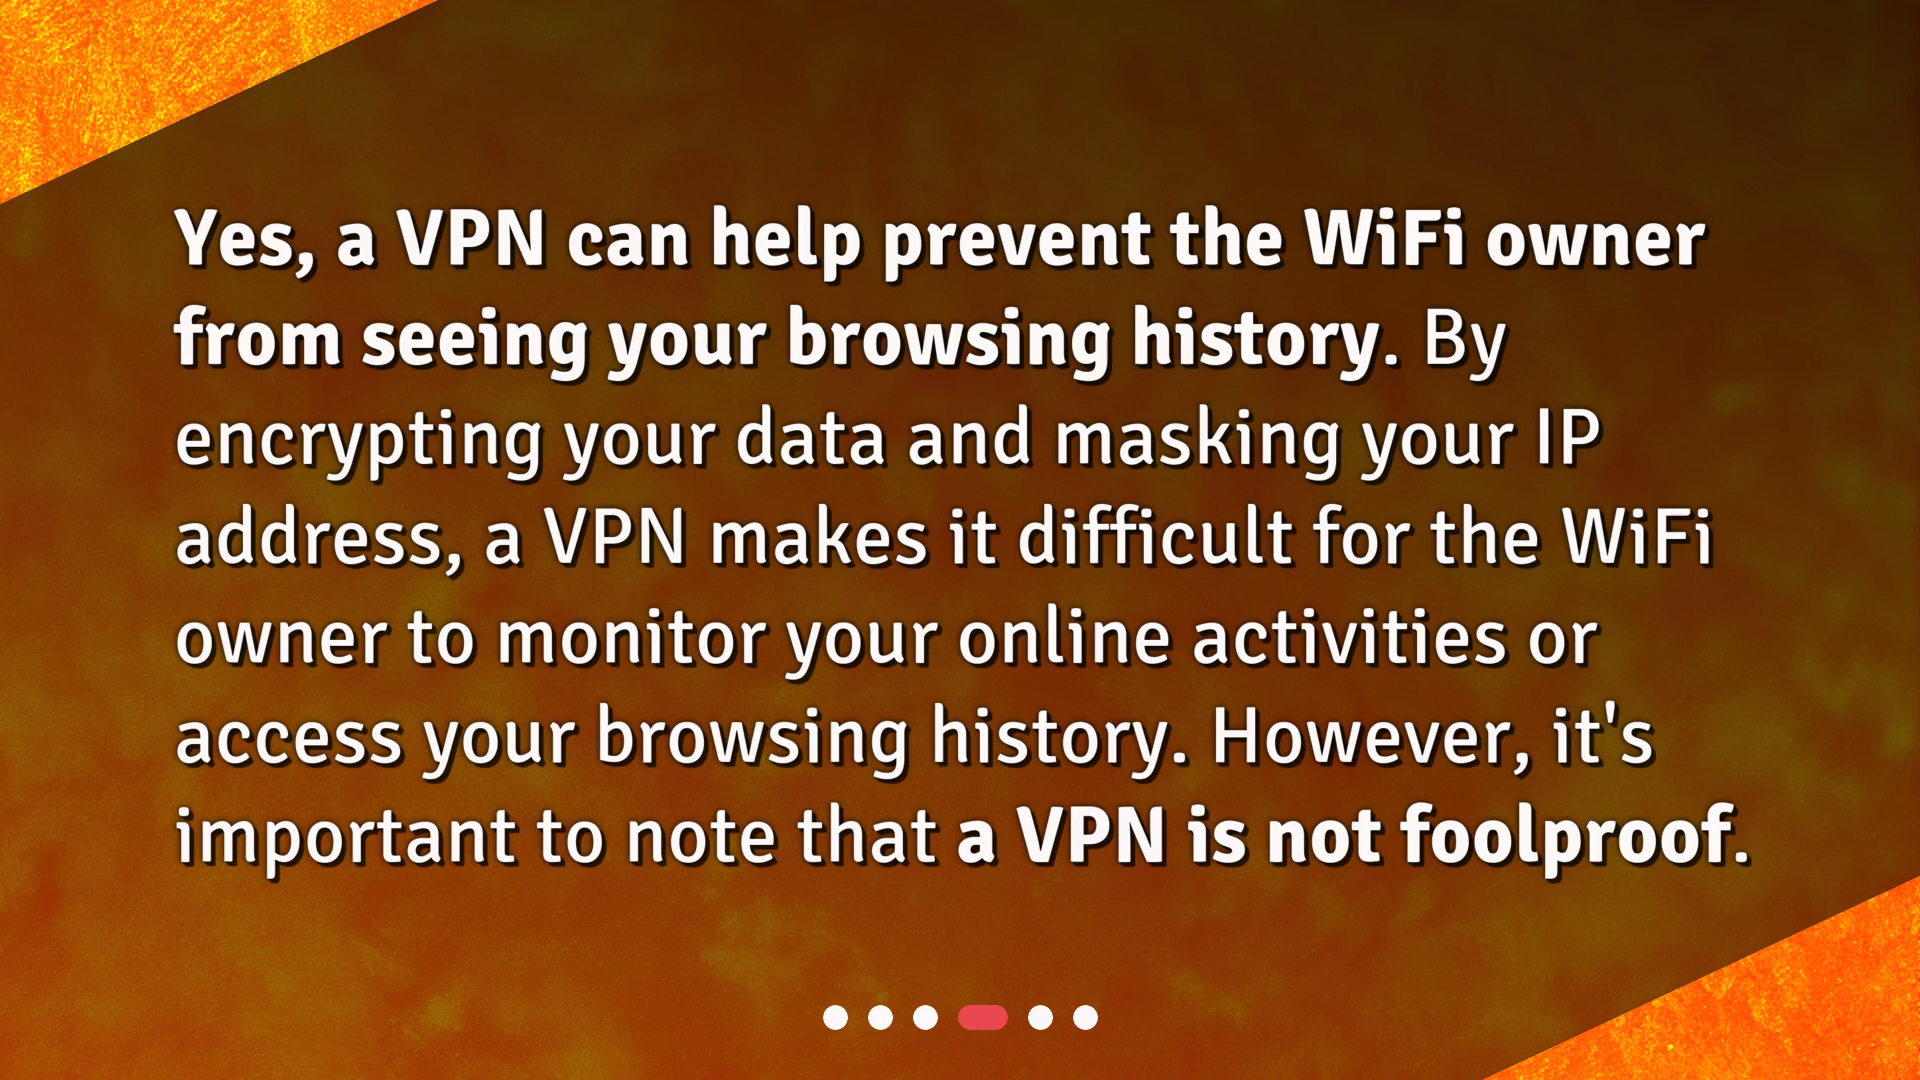 Yes, a VPN can help prevent the WiFi owner
from seeing your browsing history. By
encrypting your data and masking your IP
address, a VPN makes it difficult for the WiFi
owner to monitor your online activities or
access your browsing history. However, it's
important to note that a VPN is not foolproof.